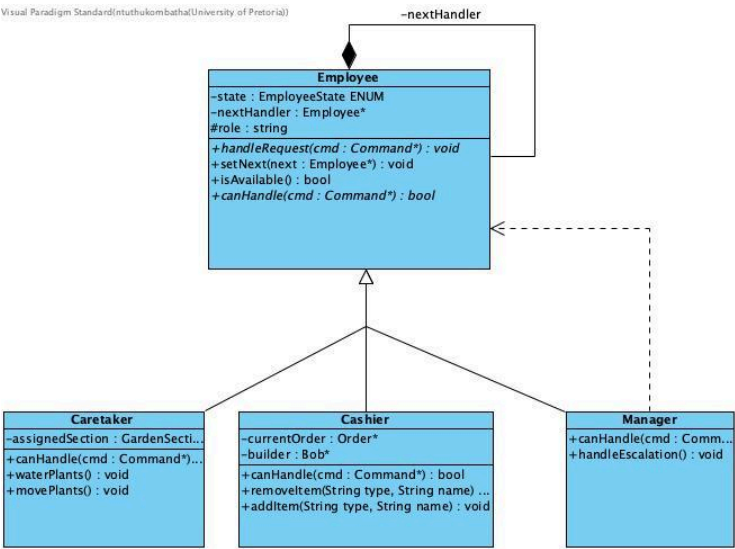 Visual Paradigm Standard(ntuthukombatha(University of Pretoria))
-nextHandler
Employee
-state : EmployeeState ENUM
-nextHandler : Employee*
#role : string
+handleRequest(cmd : Command*) : void
+setNext(next : Employee*) : void
+isAvailable() : bool
+canHandle(cmd : Command*) : bool
Caretaker
-assignedSection : GardenSecti...
+canHandle(cmd : Command*)...
+waterPlants() : void
+movePlants() : void
Cashier
-currentOrder : Order*
-builder : Bob*
+canHandle(cmd : Command*) : bool
+removeItem(String type, String name) ...
+addItem(String type, String name) : void
Manager
+canHandle(cmd : Comm...
+handleEscalation() : void